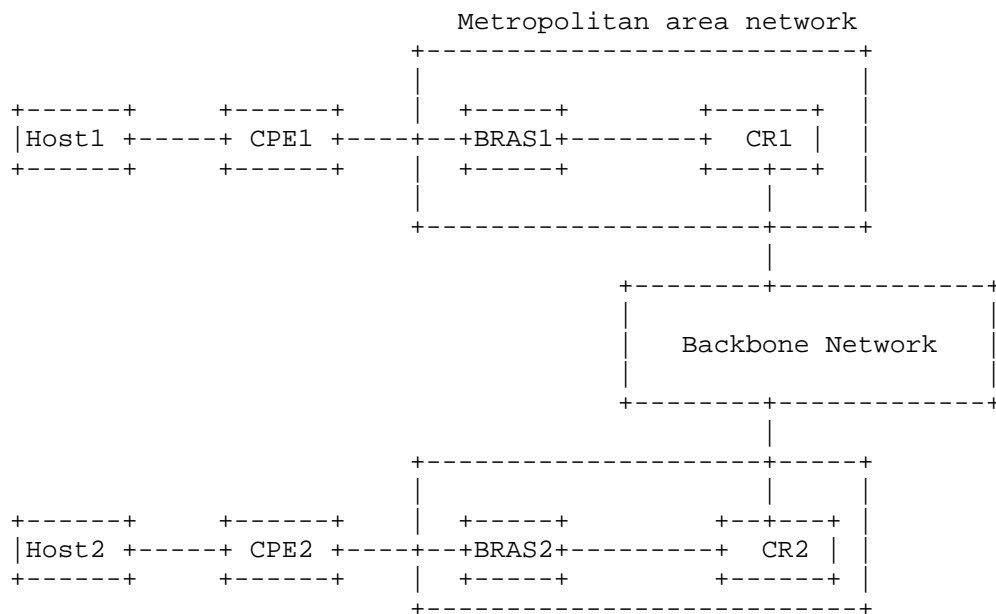 Metropolitan area network
Host1 CPE1 BRAS1 CR1
Backbone Network
Host2 CPE2 BRAS2 CR2